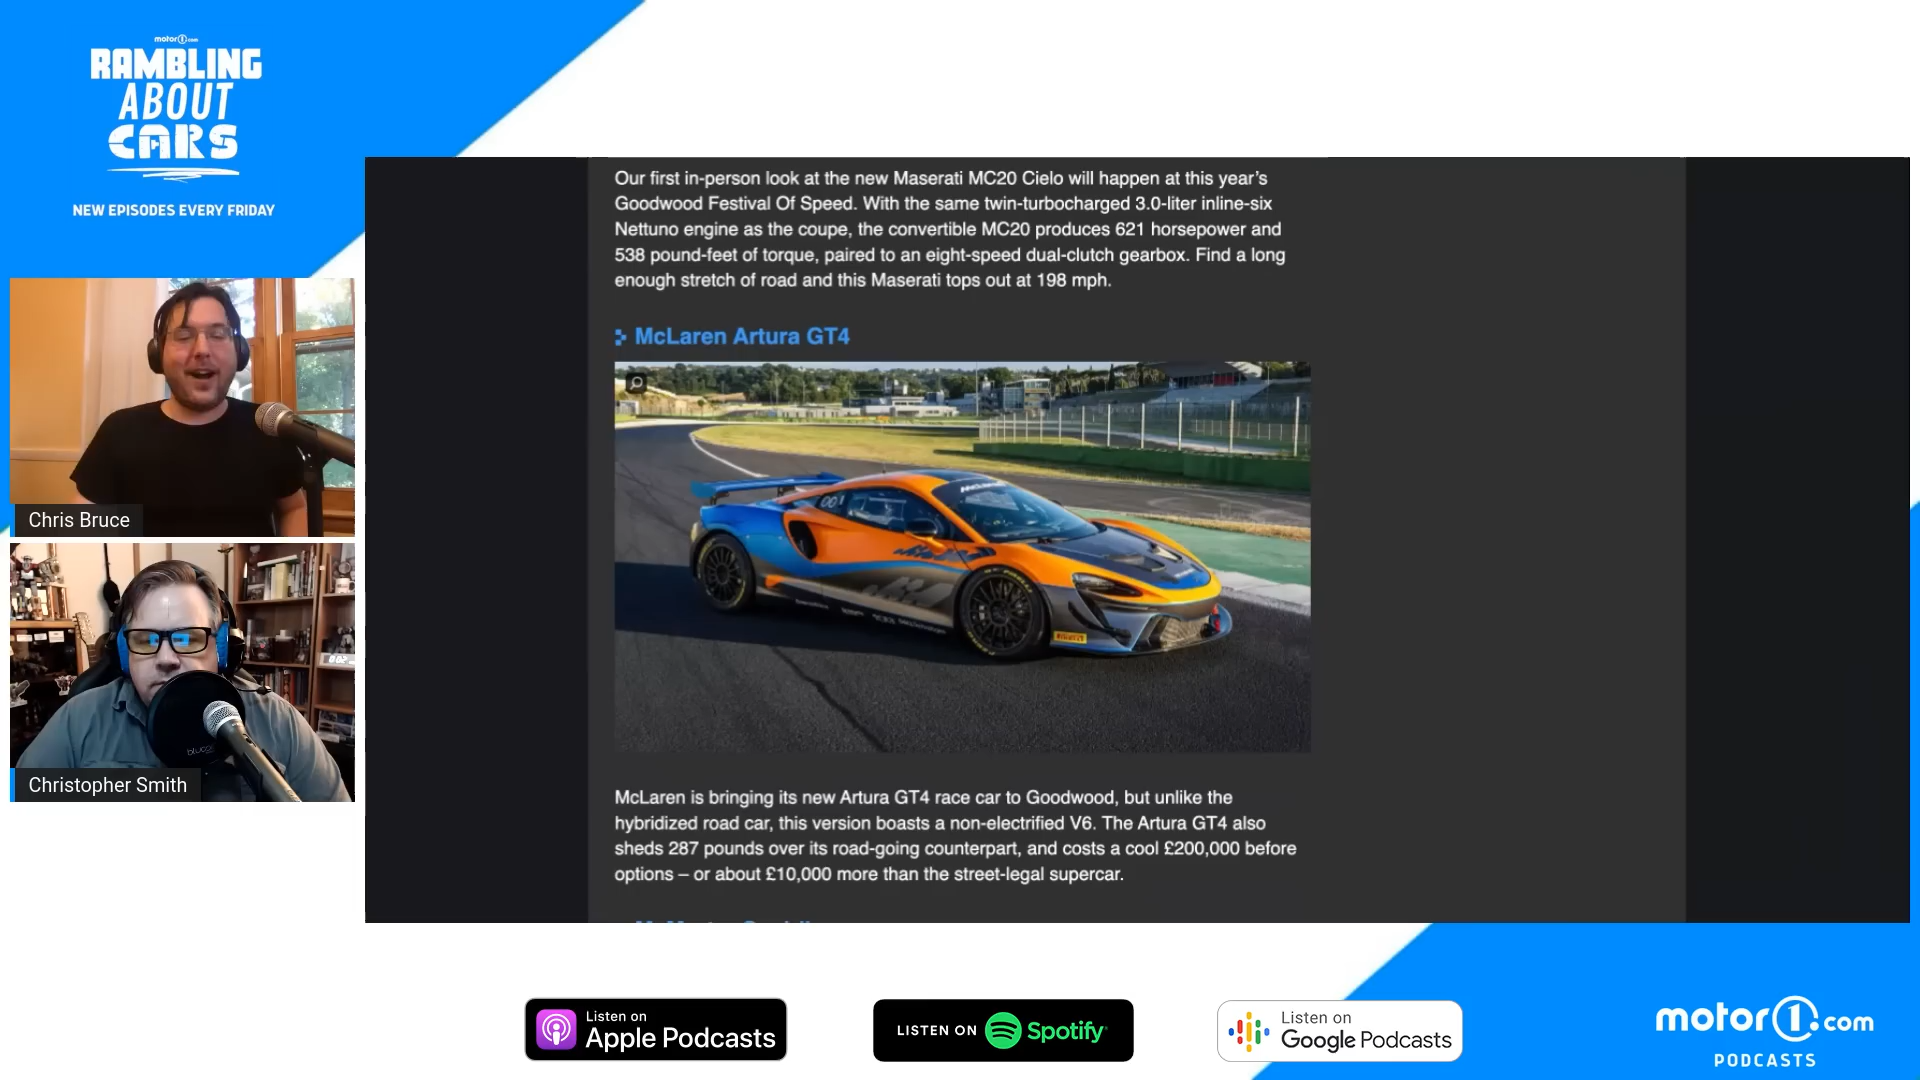 motor1.com
RAMBLING
ABOUT
CARS
NEW EPISODES EVERY FRIDAY
Chris Bruce
Christopher Smith
Our first in-person look at the new Maserati MC20 Cielo will happen at this year’s
Goodwood Festival Of Speed. With the same twin-turbocharged 3.0-liter inline-six
Nettuno engine as the coupe, the convertible MC20 produces 621 horsepower and
538 pound-feet of torque, paired to an eight-speed dual-clutch gearbox. Find a long
enough stretch of road and this Maserati tops out at 198 mph.
McLaren Artura GT4
McLaren is bringing its new Artura GT4 race car to Goodwood, but unlike the
hybridized road car, this version boasts a non-electrified V6. The Artura GT4 also
sheds 287 pounds over its road-going counterpart, and costs a cool £200,000 before
options – or about £10,000 more than the street-legal supercar.
Listen on
Apple Podcasts
LISTEN ON Spotify
Listen on
Google Podcasts
motor1.com
PODCASTS